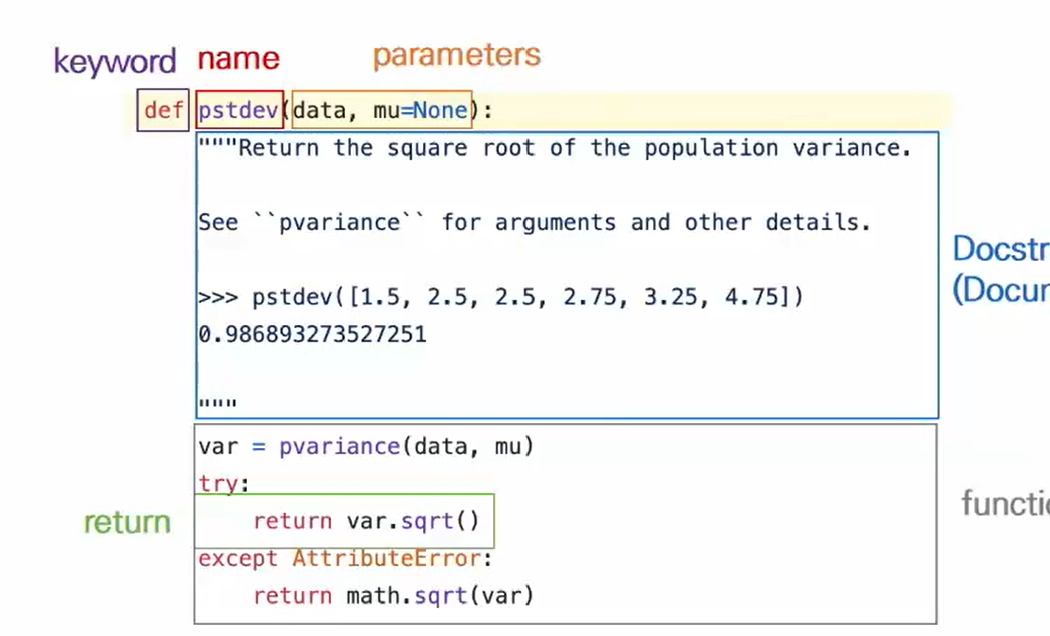 keyword name parameters
def pstdev(data, mu=None):
"""Return the square root of the population variance.
See ``pvariance`` for arguments and other details.
>>> pstdev([1.5, 2.5, 2.5, 2.75, 3.25, 4.75])
0.986893273527251
"""
Docstr
(Docum
var = pvariance(data, mu)
try:
return var.sqrt()
return
except AttributeError:
return math.sqrt(var)
functio